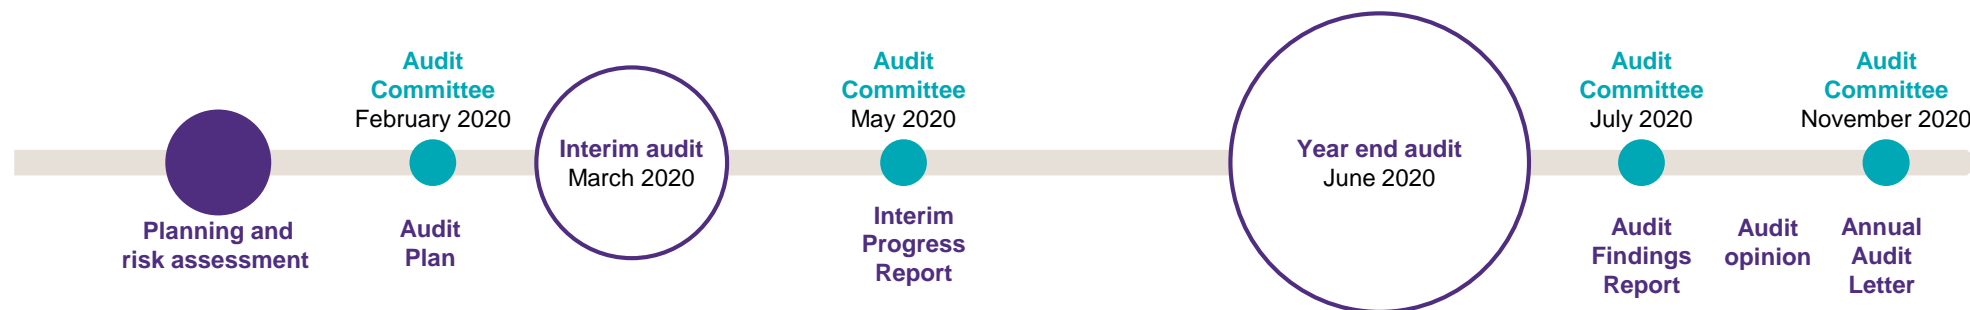 Planning and
risk assessment
Audit
Committee
February 2020
Audit
Plan
Interim audit
March 2020
Audit
Committee
May 2020
Interim
Progress
Report
Year end audit
June 2020
Audit
Committee
July 2020
Audit
Findings
Report
Audit
opinion
Audit
Committee
November 2020
Annual
Audit
Letter